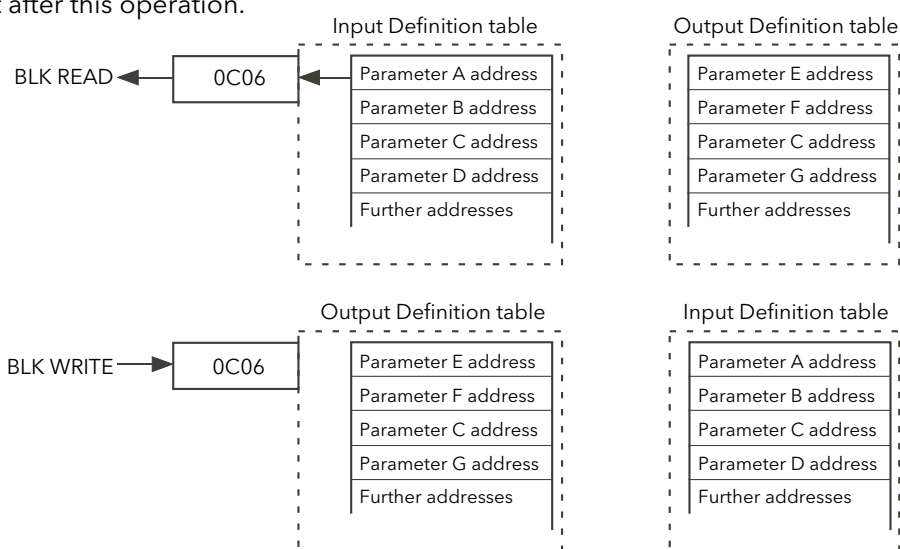 after this operation.
Input Definition table
Output Definition table
BLK READ
0C06
Parameter A address
Parameter B address
Parameter C address
Parameter D address
Further addresses
Parameter E address
Parameter F address
Parameter C address
Parameter G address
Further addresses
Output Definition table
Input Definition table
BLK WRITE
0C06
Parameter E address
Parameter F address
Parameter C address
Parameter G address
Further addresses
Parameter A address
Parameter B address
Parameter C address
Parameter D address
Further addresses